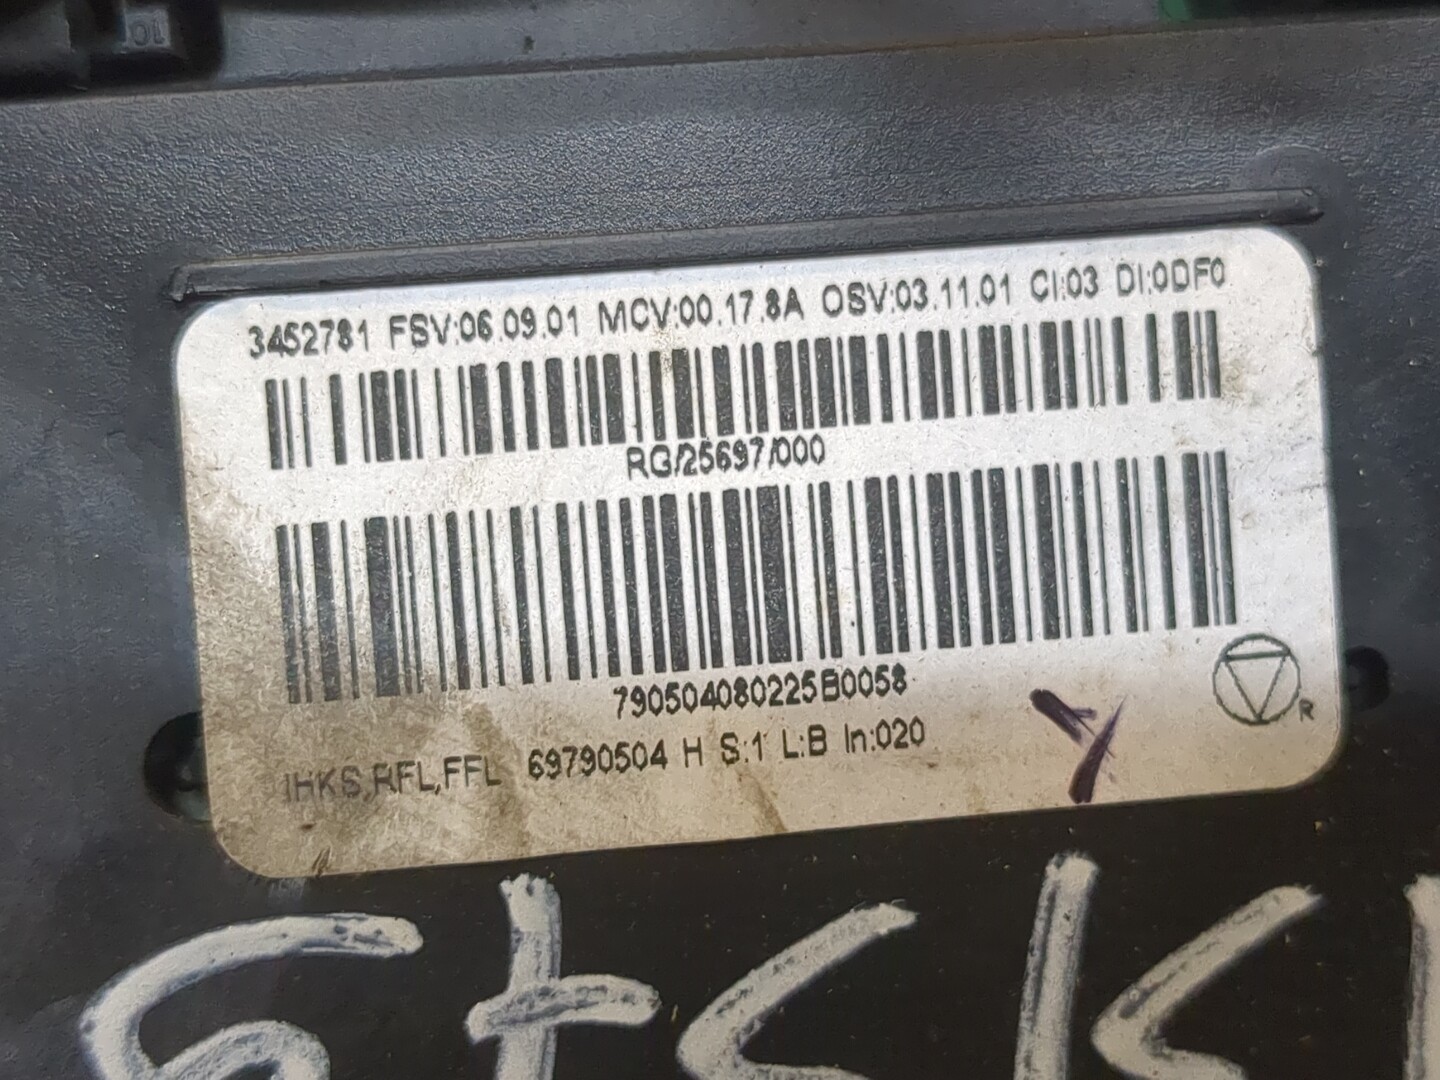 3452781 FSV:06.09.01 MCV:00.17.8A OSV:03.11.01 CI:03 DI:0DF0
RG/25697/000
790504080225B0058
IHKS,RFL,FFL 69790504 H S:1 L:B In:020
R